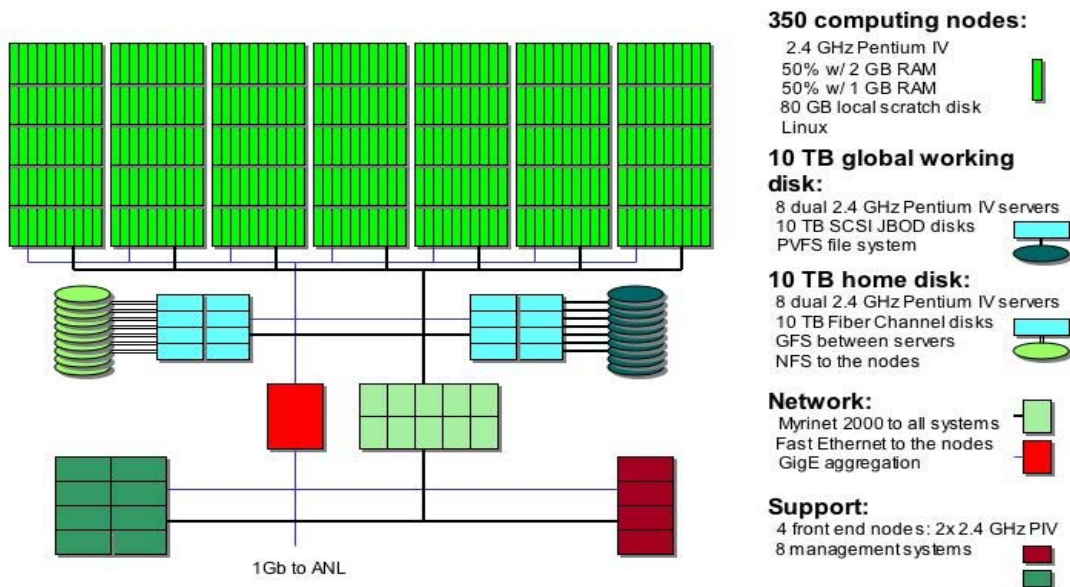 350 computing nodes:
2.4 GHz Pentium IV
50% w/ 2 GB RAM
50% w/ 1 GB RAM
80 GB local scratch disk
Linux
10 TB global working
disk:
8 dual 2.4 GHz Pentium IV servers
10 TB SCSI JBOD disks
PVFS file system
10 TB home disk:
8 dual 2.4 GHz Pentium IV servers
10 TB Fiber Channel disks
GFS between servers
NFS to the nodes
Network:
Myrinet 2000 to all systems
Fast Ethernet to the nodes
GigE aggregation
Support:
4 front end nodes: 2x 2.4 GHz PIV
8 management systems
1Gb to ANL